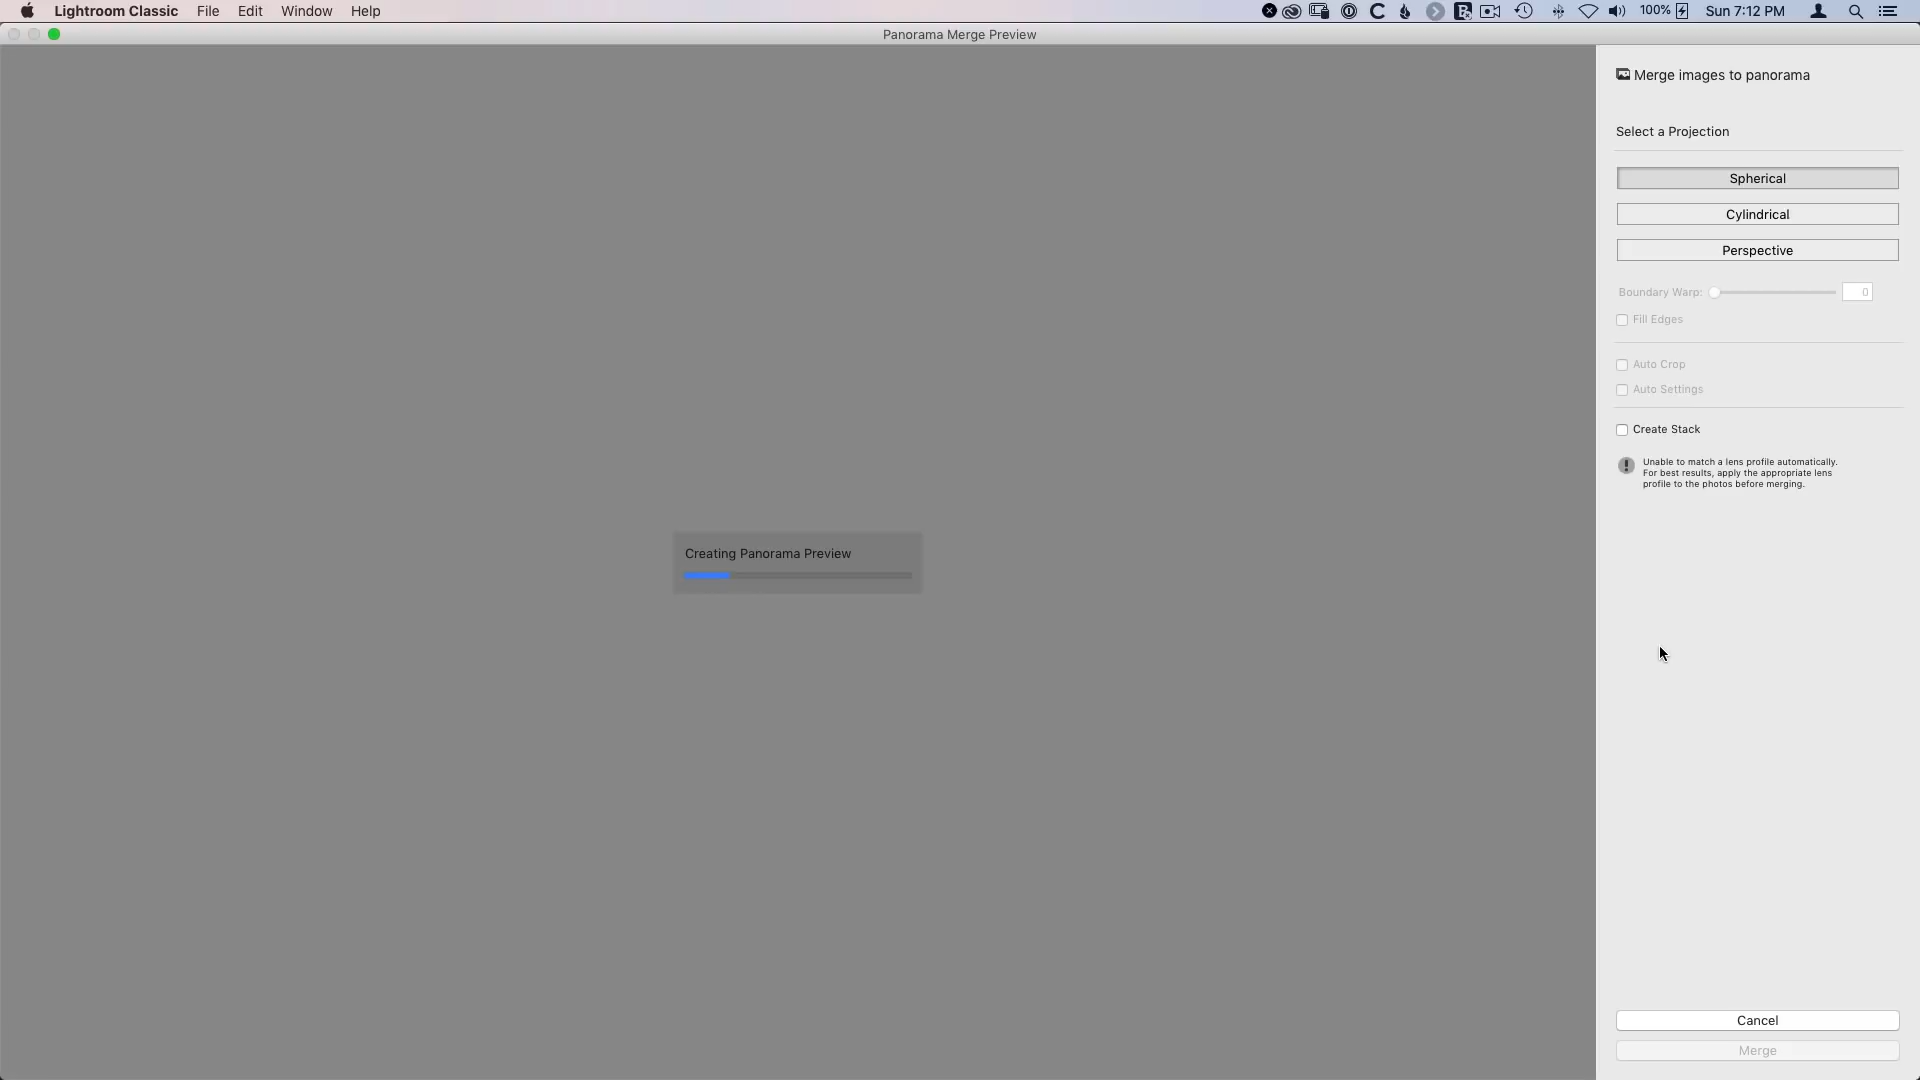 Lightroom Classic File Edit Window Help 100% Sun 7:12 PM
Panorama Merge Preview
Merge images to panorama
Select a Projection
Spherical
Cylindrical
Perspective
Boundary Warp: 0
Fill Edges
Auto Crop
Auto Settings
Create Stack
Unable to match a lens profile automatically.
For best results, apply the appropriate lens
profile to the photos before merging.
Creating Panorama Preview
Cancel
Merge